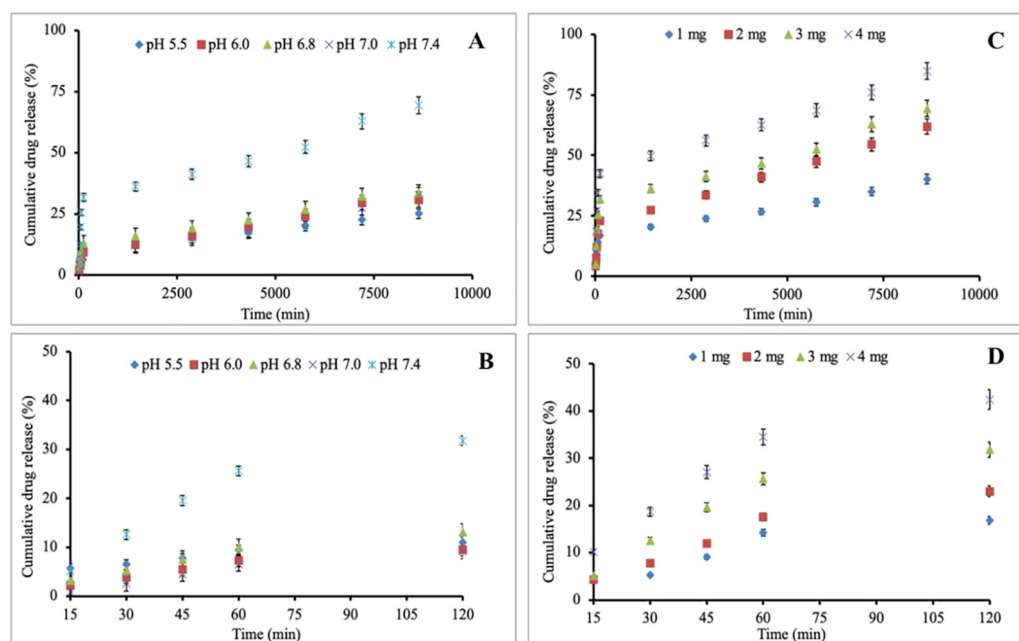 A
pH 5.5 pH 6.0 pH 6.8 pH 7.0 pH 7.4
Cumulative drug release (%)
100
75
50
25
0
0 2500 5000 7500 10000
Time (min)
C
1 mg 2 mg 3 mg 4 mg
Cumulative drug release (%)
100
75
50
25
0
0 2500 5000 7500 10000
Time (min)
B
pH 5.5 pH 6.0 pH 6.8 pH 7.0 pH 7.4
Cumulative drug release (%)
50
40
30
20
10
0
15 30 45 60 75 90 105 120
Time (min)
D
1 mg 2 mg 3 mg 4 mg
Cumulative drug release (%)
50
40
30
20
10
0
15 30 45 60 75 90 105 120
Time (min)